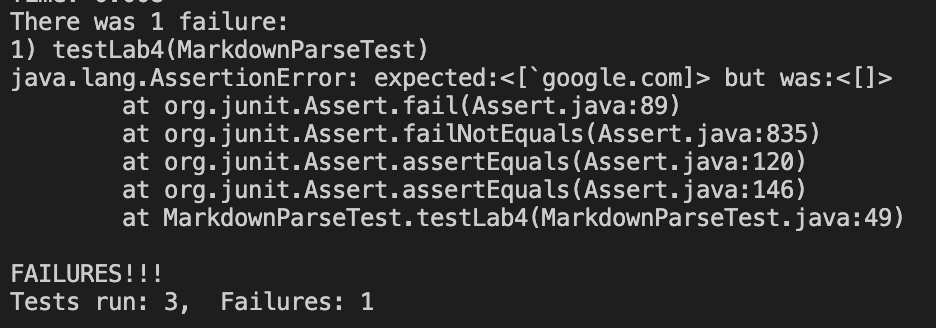 There was 1 failure:
1) testLab4(MarkdownParseTest)
java.lang.AssertionError: expected:<[`google.com]> but was:<[]>
at org.junit.Assert.fail(Assert.java:89)
at org.junit.Assert.failNotEquals(Assert.java:835)
at org.junit.Assert.assertEquals(Assert.java:120)
at org.junit.Assert.assertEquals(Assert.java:146)
at MarkdownParseTest.testLab4(MarkdownParseTest.java:49)
FAILURES!!!
Tests run: 3,  Failures: 1